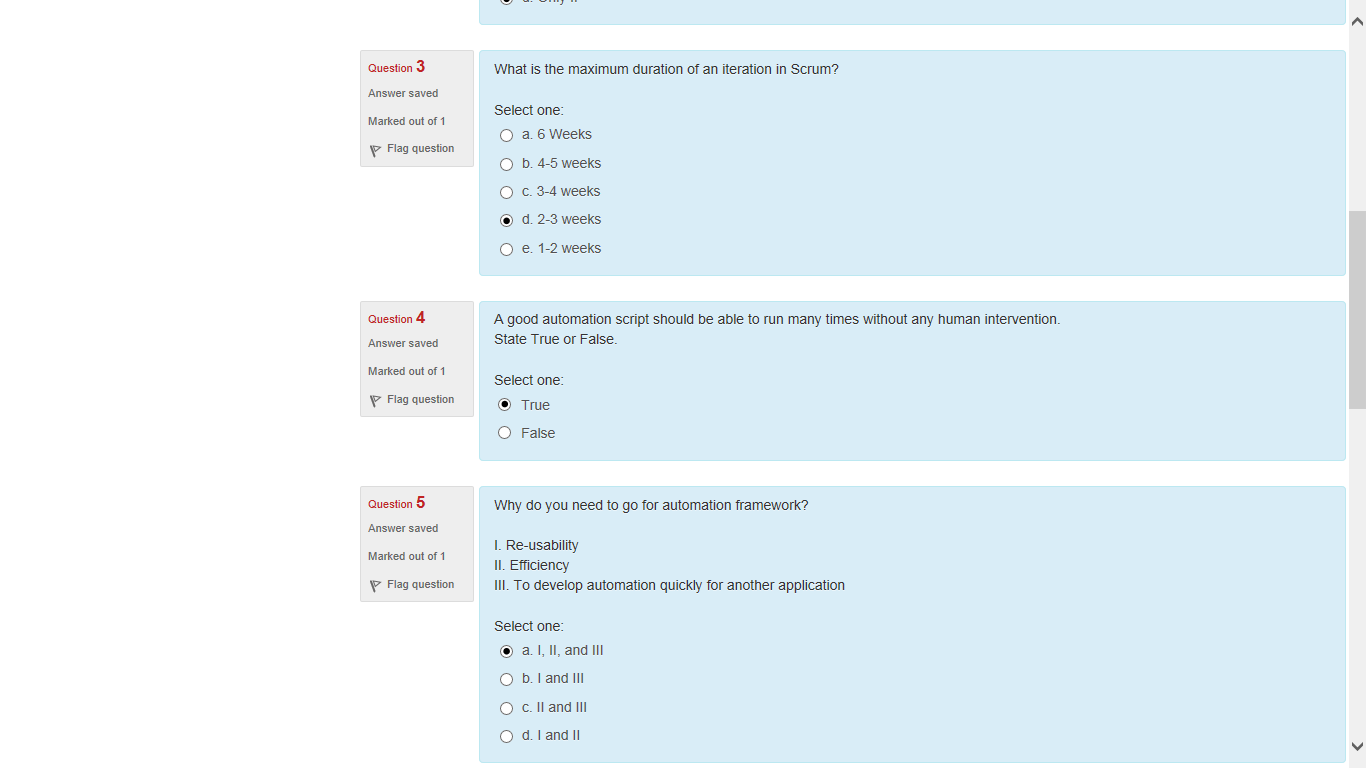 d. Only II
Question 3
Answer saved
Marked out of 1
Flag question
What is the maximum duration of an iteration in Scrum?
Select one:
a. 6 Weeks
b. 4-5 weeks
c. 3-4 weeks
d. 2-3 weeks
e. 1-2 weeks
Question 4
Answer saved
Marked out of 1
Flag question
A good automation script should be able to run many times without any human intervention.
State True or False.
Select one:
True
False
Question 5
Answer saved
Marked out of 1
Flag question
Why do you need to go for automation framework?
I. Re-usability
II. Efficiency
III. To develop automation quickly for another application
Select one:
a. I, II, and III
b. I and III
c. II and III
d. I and II